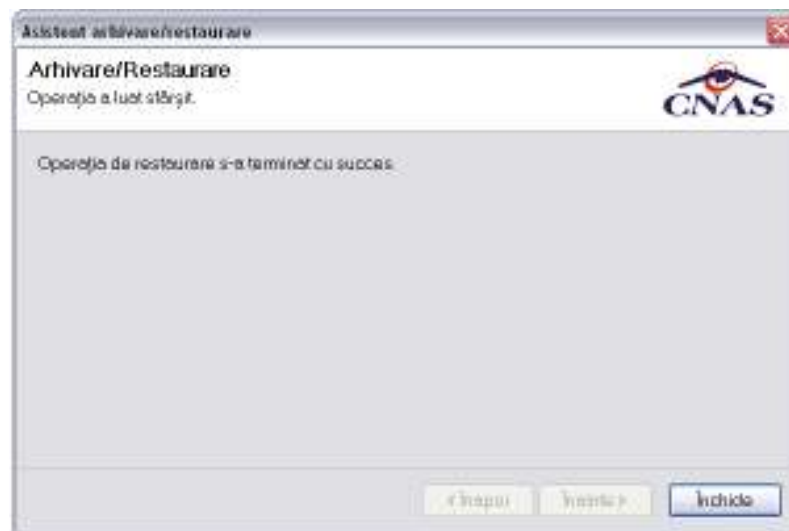 Asistent arhivare/restaurare
Arhivare/Restaurare
Operația a luat sfârșit.
CNAS
Operația de restaurare s-a terminat cu succes.
< Înapoi
Înainte >
Închide